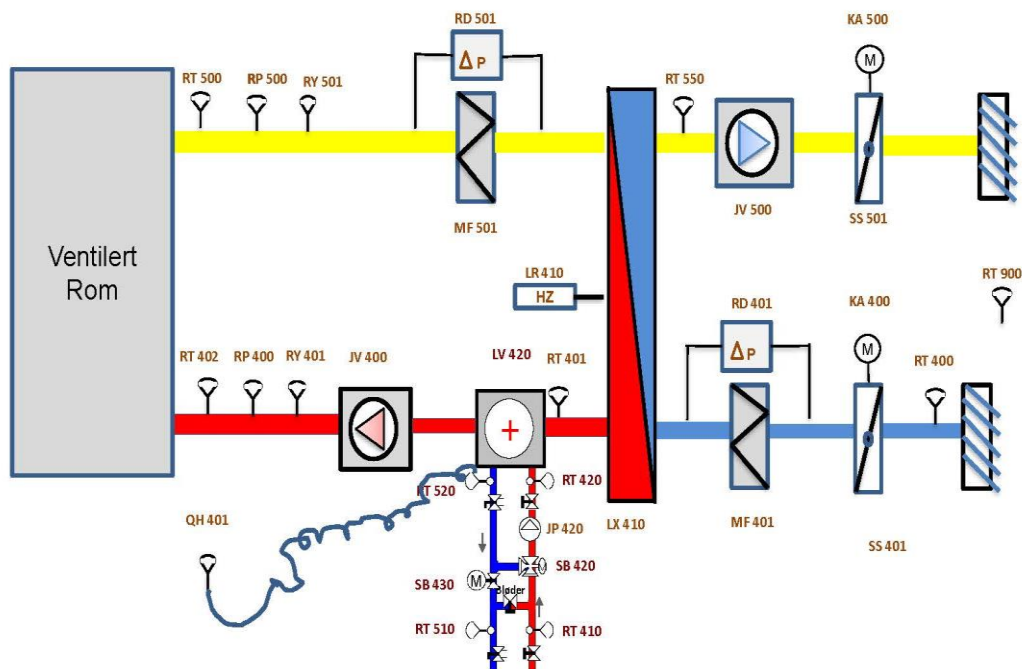 RD 501
KA 500
RT 500
RP 500
RY 501
ΔP
RT 550
M
MF 501
JV 500
SS 501
Ventilert
Rom
LR 410
HZ
RT 900
RD 401
KA 400
RT 402
RP 400
RY 401
JV 400
LV 420
RT 401
ΔP
M
RT 400
+
QH 401
RT 420
JP 420
LX 410
MF 401
SS 401
SB 420
SB 430
M
RT 510
RT 410